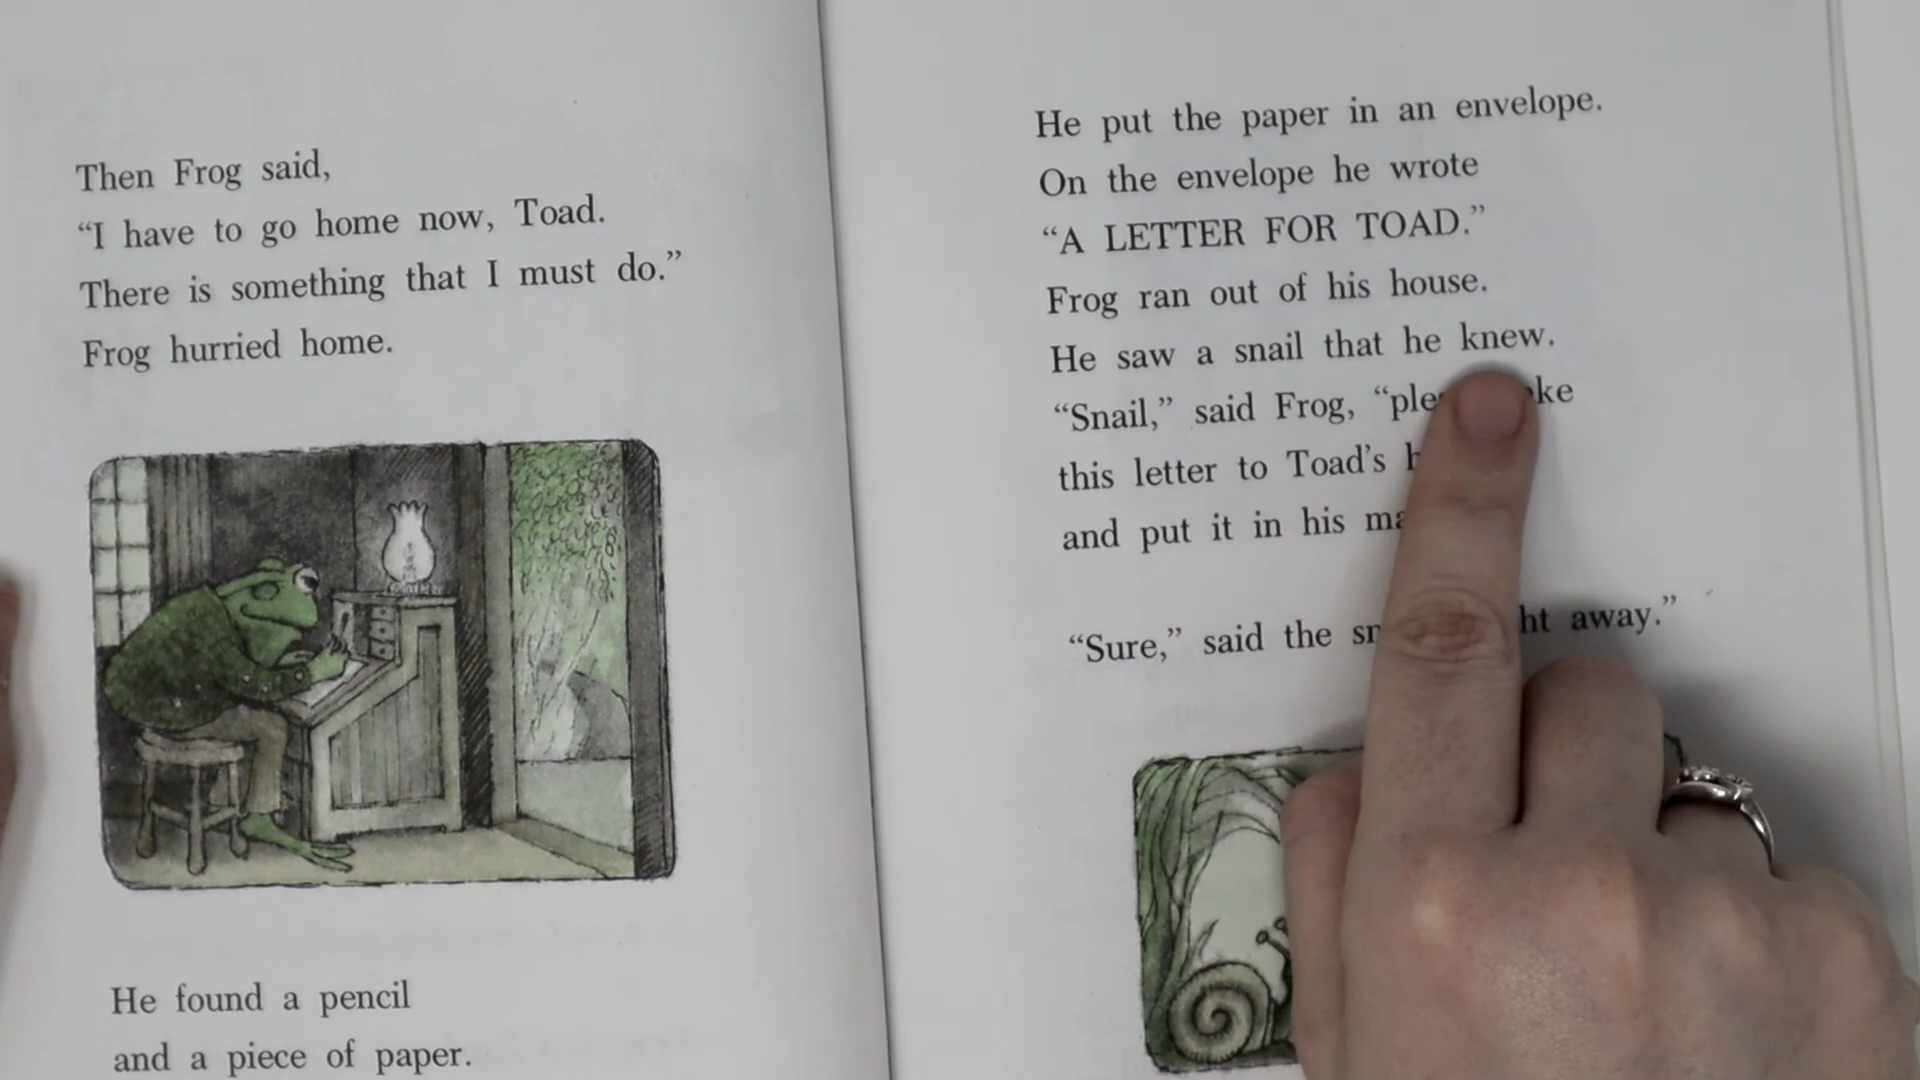 Then Frog said,
“I have to go home now, Toad.
There is something that I must do.”
Frog hurried home.
He found a pencil
and a piece of paper.
He put the paper in an envelope.
On the envelope he wrote
“A LETTER FOR TOAD.”
Frog ran out of his house.
He saw a snail that he knew.
“Snail,” said Frog,
this letter to Toad’s
and put it in his
“Sure,” said the away.”